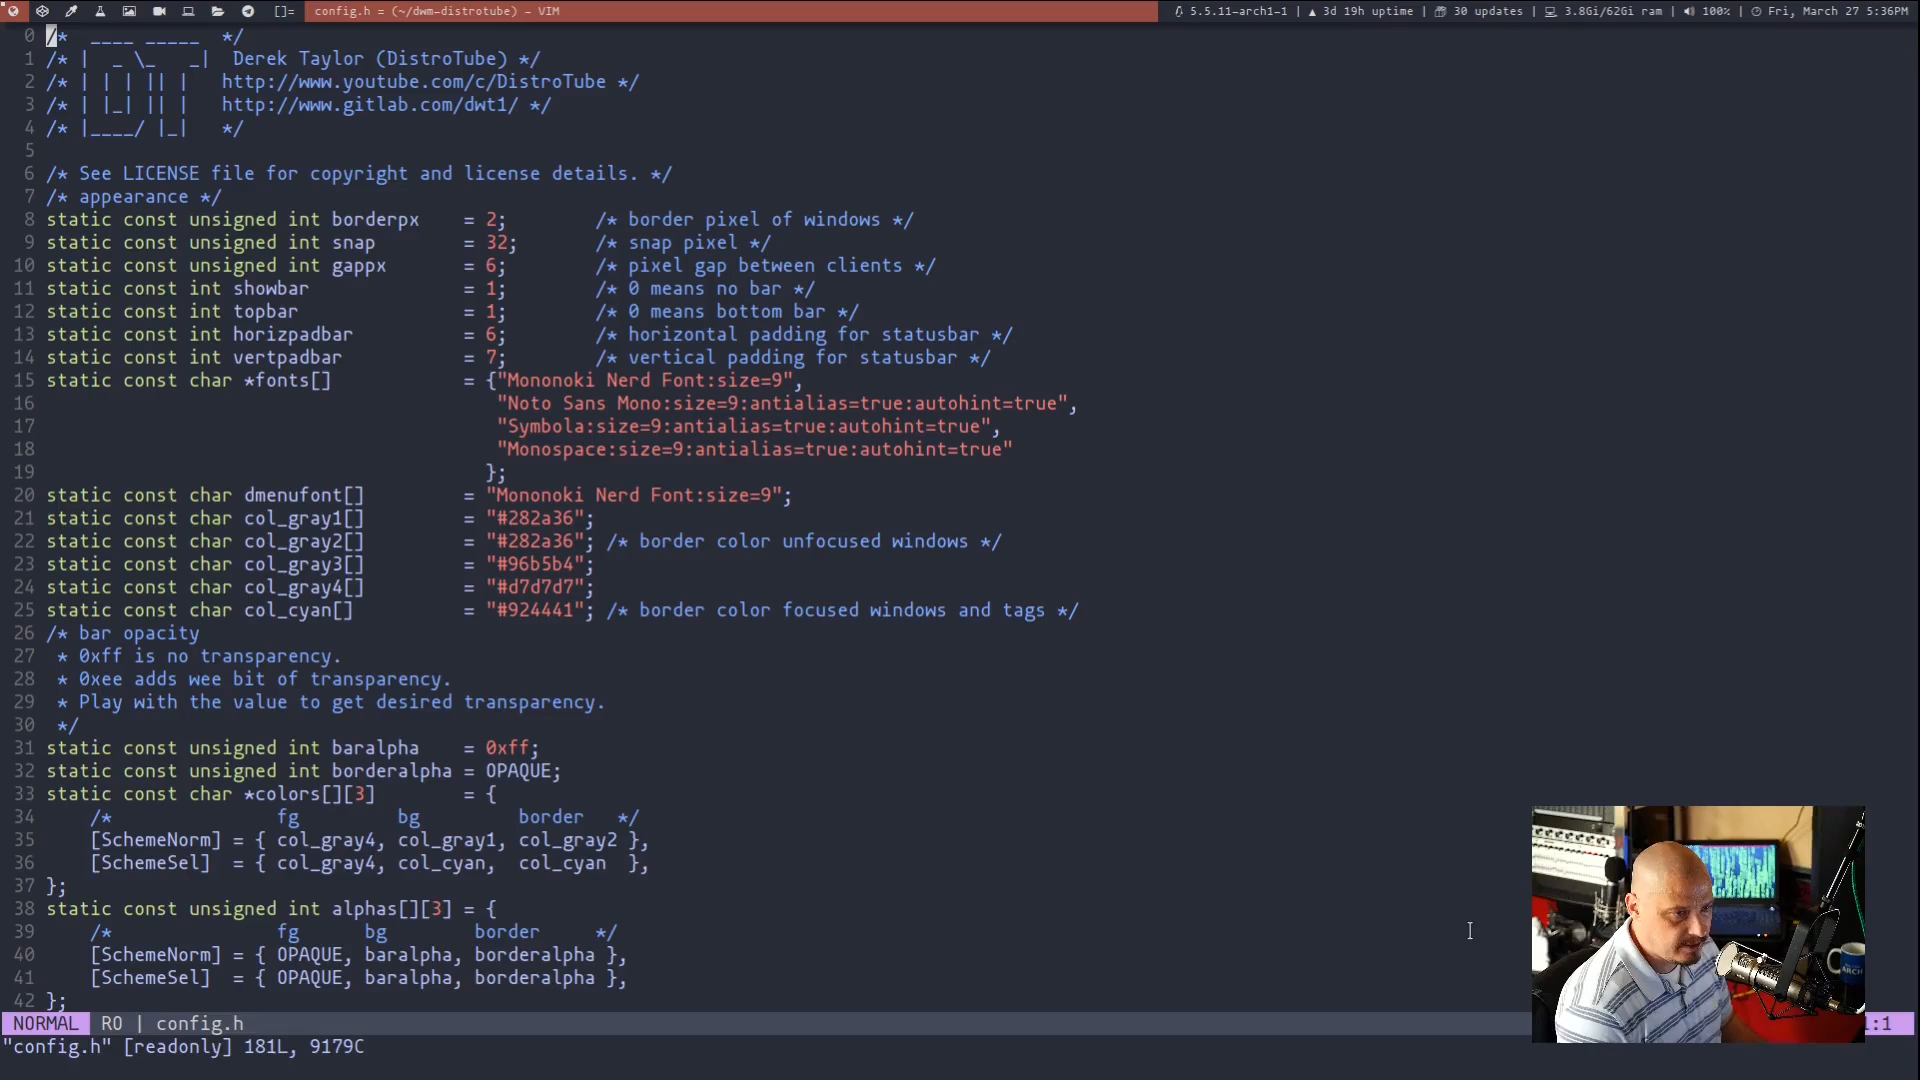 []= config.h = (~/dwm-distrotube) - VIM 5.5.11-arch1-1 | ▲ 3d 19h uptime | 30 updates | 3.8Gi/62Gi ram | 100% | Fri, March 27 5:36PM
0 /*  ____ _____  */
1 /* |  _ \_   _|  Derek Taylor (DistroTube) */
2 /* | | | || |   http://www.youtube.com/c/DistroTube */
3 /* | |_| || |   http://www.gitlab.com/dwt1/ */
4 /* |____/ |_|   */
5
6 /* See LICENSE file for copyright and license details. */
7 /* appearance */
8 static const unsigned int borderpx    = 2;        /* border pixel of windows */
9 static const unsigned int snap        = 32;       /* snap pixel */
10 static const unsigned int gappx       = 6;        /* pixel gap between clients */
11 static const int showbar              = 1;        /* 0 means no bar */
12 static const int topbar               = 1;        /* 0 means bottom bar */
13 static const int horizpadbar          = 6;        /* horizontal padding for statusbar */
14 static const int vertpadbar           = 7;        /* vertical padding for statusbar */
15 static const char *fonts[]            = {"Mononoki Nerd Font:size=9",
16                                          "Noto Sans Mono:size=9:antialias=true:autohint=true",
17                                          "Symbola:size=9:antialias=true:autohint=true",
18                                          "Monospace:size=9:antialias=true:autohint=true"
19                                         };
20 static const char dmenufont[]         = "Mononoki Nerd Font:size=9";
21 static const char col_gray1[]         = "#282a36";
22 static const char col_gray2[]         = "#282a36"; /* border color unfocused windows */
23 static const char col_gray3[]         = "#96b5b4";
24 static const char col_gray4[]         = "#d7d7d7";
25 static const char col_cyan[]          = "#924441"; /* border color focused windows and tags */
26 /* bar opacity
27  * 0xff is no transparency.
28  * 0xee adds wee bit of transparency.
29  * Play with the value to get desired transparency.
30  */
31 static const unsigned int baralpha    = 0xff;
32 static const unsigned int borderalpha = OPAQUE;
33 static const char *colors[][3]        = {
34     /*               fg         bg         border   */
35     [SchemeNorm] = { col_gray4, col_gray1, col_gray2 },
36     [SchemeSel]  = { col_gray4, col_cyan,  col_cyan  },
37 };
38 static const unsigned int alphas[][3] = {
39     /*               fg      bg        border     */
40     [SchemeNorm] = { OPAQUE, baralpha, borderalpha },
41     [SchemeSel]  = { OPAQUE, baralpha, borderalpha },
42 };
NORMAL RO | config.h :1
"config.h" [readonly] 181L, 9179C